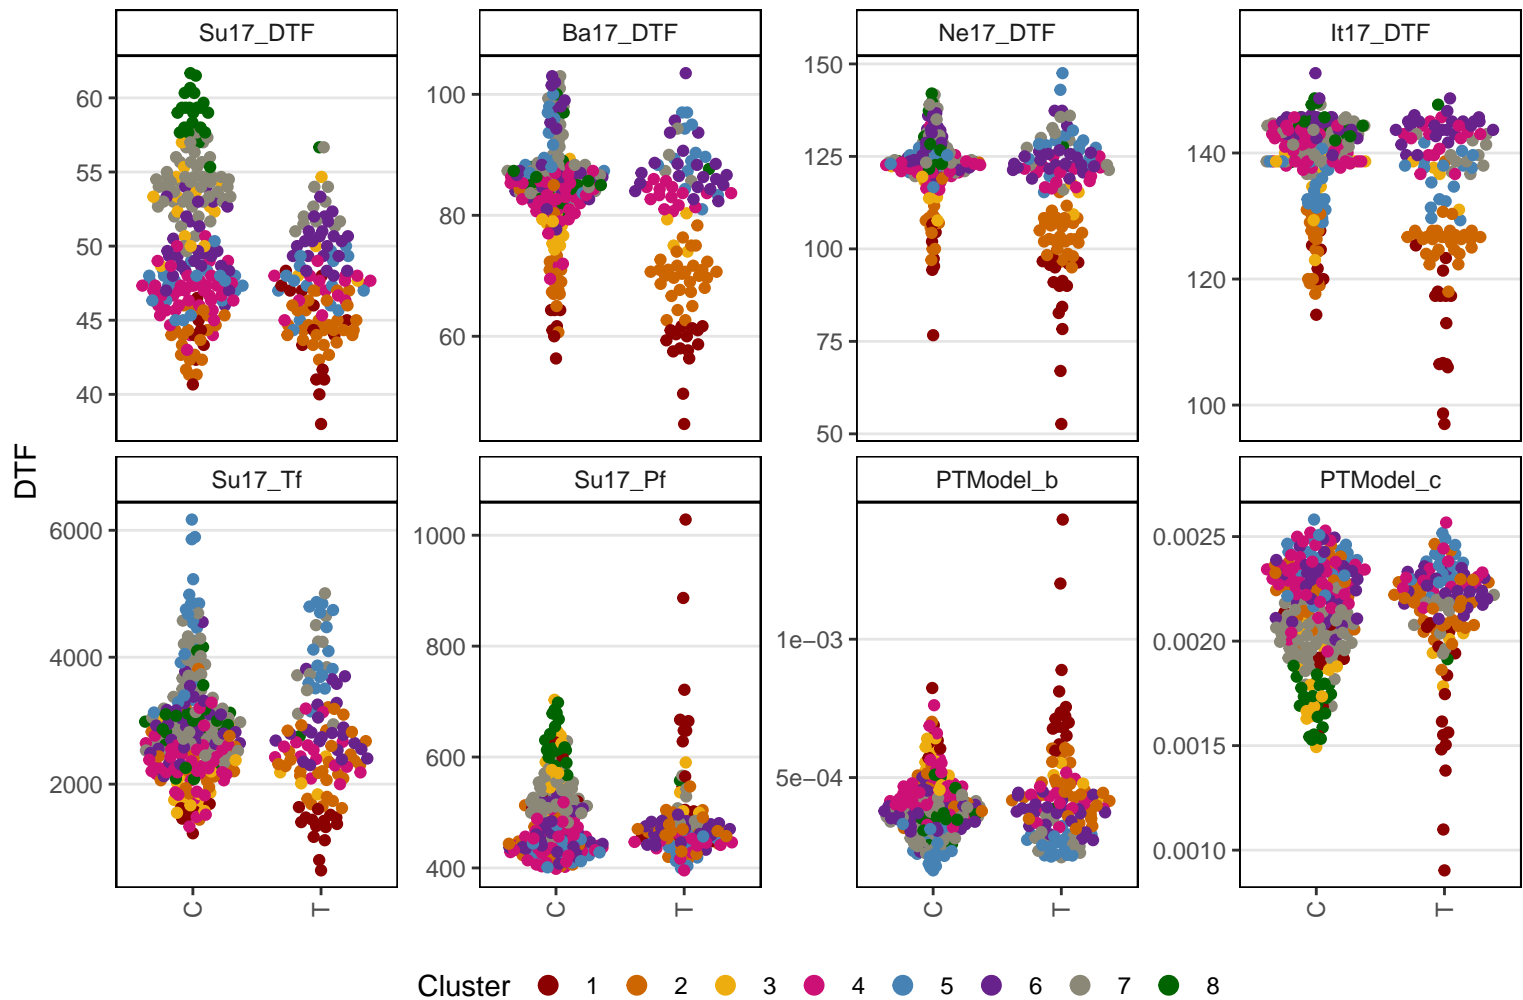 Su17_DTF
Ba17_DTF
Ne17_DTF
It17_DTF
60
55
50
45
40
100
80
60
150
125
100
75
50
140
120
100
DTF
Su17_Tf
Su17_Pf
PTModel_b
PTModel_c
6000
4000
2000
1000
800
600
400
1e−03
5e−04
0.0025
0.0020
0.0015
0.0010
C
T
C
T
C
T
C
T
Cluster 1 2 3 4 5 6 7 8